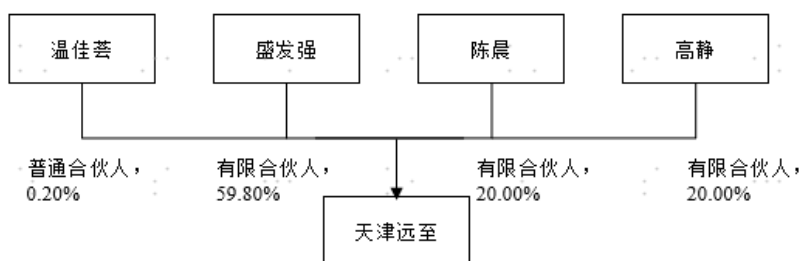 温佳荟
盛发强
陈晨
高静
普通合伙人，
0.20%
有限合伙人，
59.80%
有限合伙人，
20.00%
有限合伙人，
20.00%
天津远至